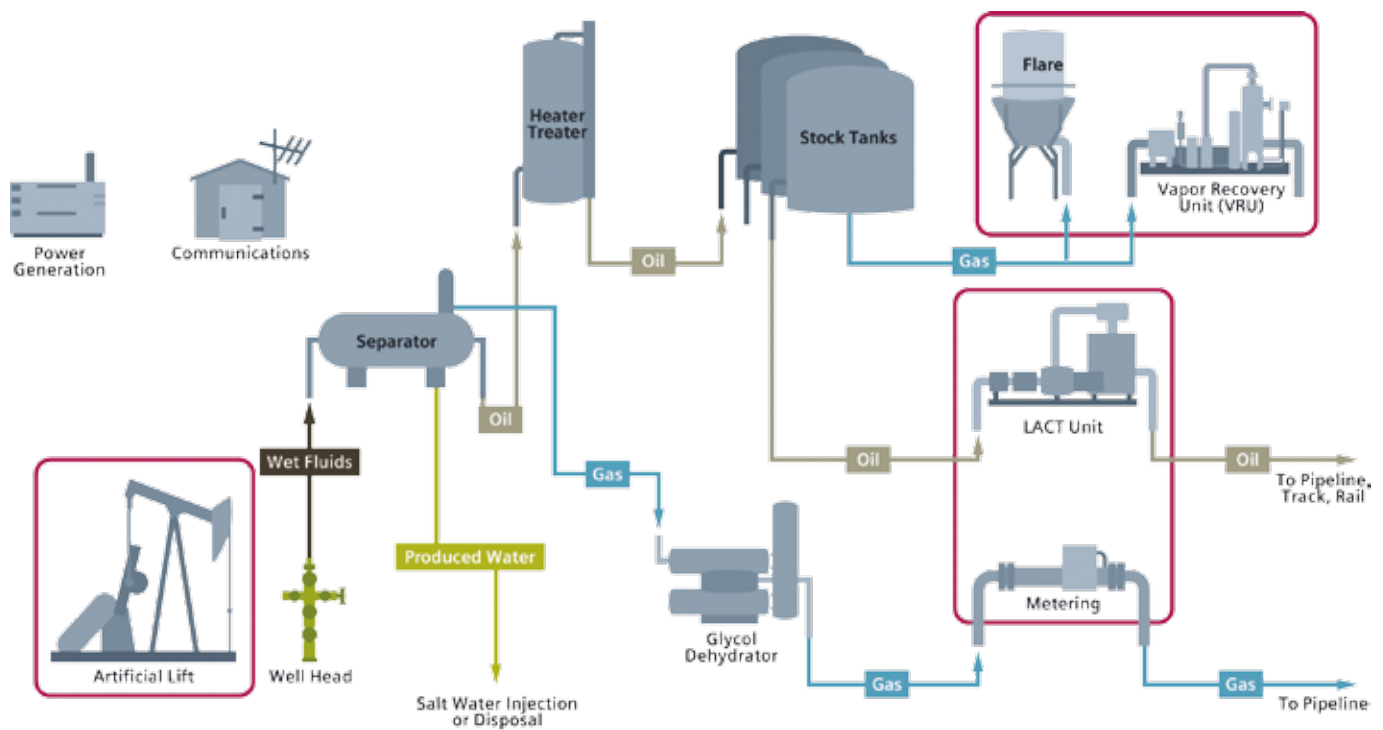 Flare
Heater
Treater
Stock Tanks
Vapor Recovery
Unit (VRU)
Power
Generation
Communications
Oil
Gas
Separator
Oil
LACT Unit
Wet Fluids
Gas
Oil
Oil
To Pipeline,
Track, Rail
Produced Water
Metering
Glycol
Dehydrator
Artificial Lift
Well Head
Gas
Gas
Salt Water Injection
or Disposal
To Pipeline